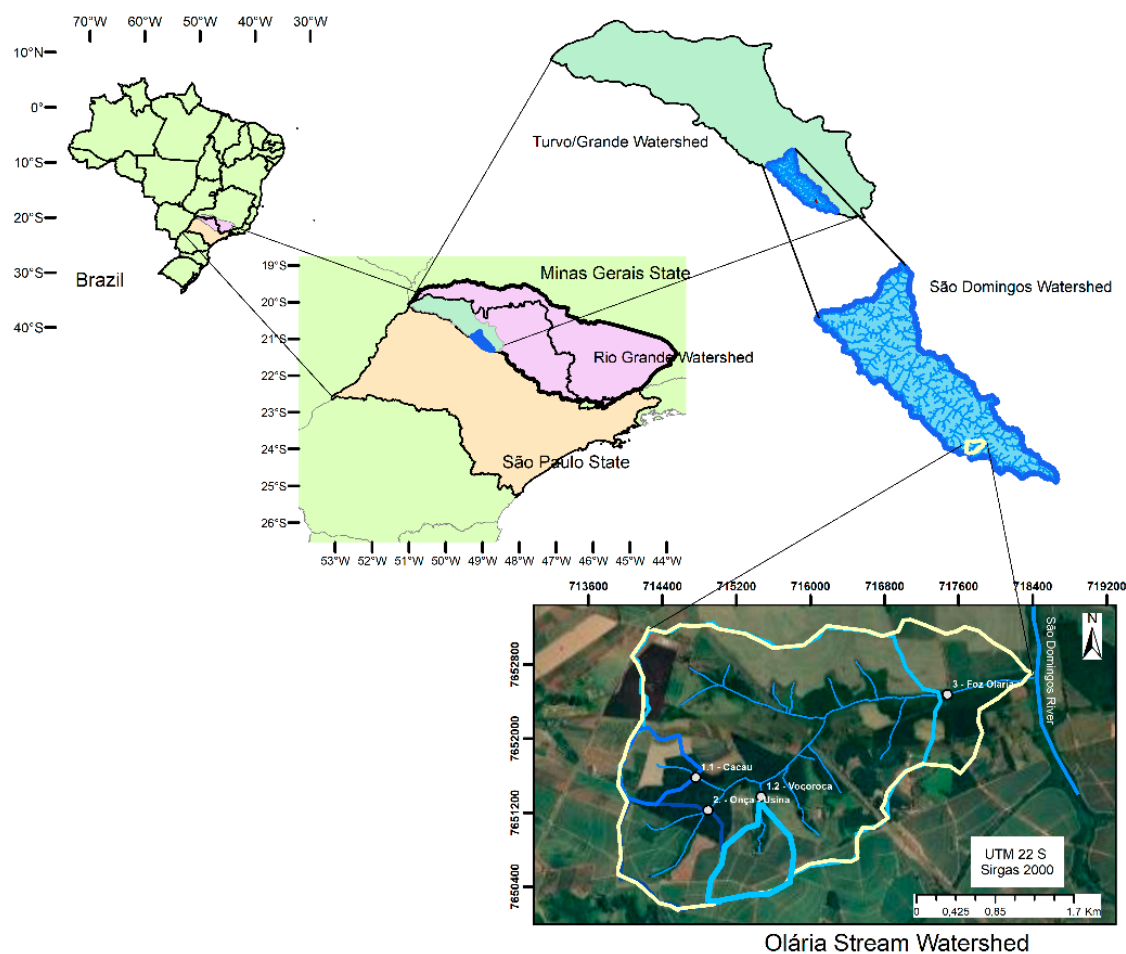 70°W 60°W 50°W 40°W 30°W
10°N
0°
10°S
20°S
30°S
40°S
Brazil
Turvo/Grande Watershed
São Domingos Watershed
19°S
20°S
21°S
22°S
23°S
24°S
25°S
26°S
Minas Gerais State
Rio Grande Watershed
São Paulo State
53°W 52°W 51°W 50°W 49°W 48°W 47°W 46°W 45°W 44°W
713600 714400 715200 716000 716800 717600 718400 719200
7652800
7652000
7651200
7650400
N
São Domingos River
3 - Foz Olaria
1.1 - Cacau
1.2 - Voçoroca
2. - Onça - Usina
UTM 22 S
Sirgas 2000
0 0,425 0.85 1.7 Km
Olária Stream Watershed